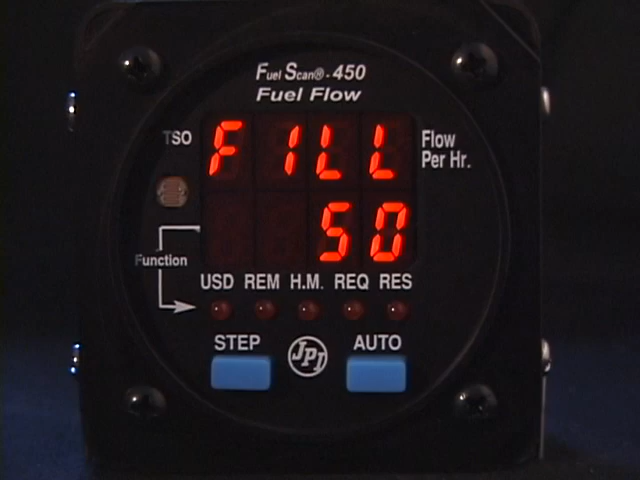 Fuel Scan®-450
Fuel Flow
TSO
FILL
Flow
Per Hr.
50
Function
USD REM H.M. REQ RES
STEP JPI AUTO